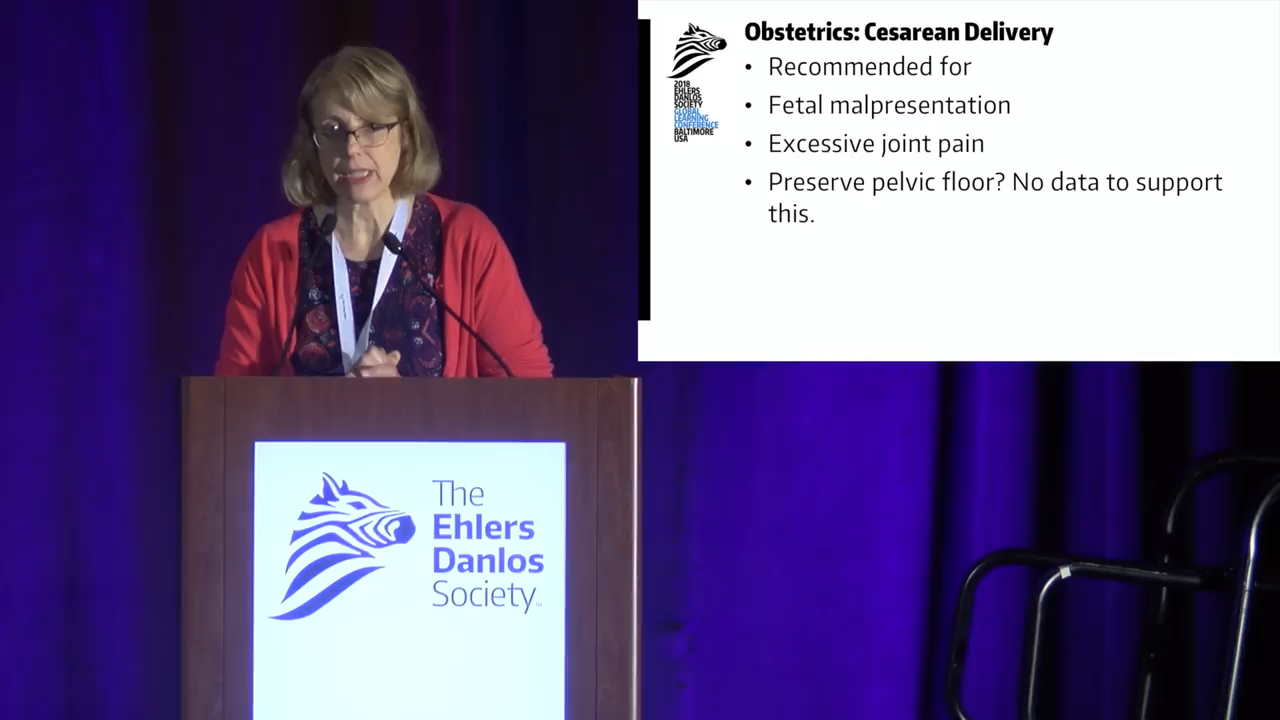 Obstetrics: Cesarean Delivery
• Recommended for
• Fetal malpresentation
• Excessive joint pain
• Preserve pelvic floor? No data to support
this.
2018
EHLERS
DANLOS
SOCIETY
GLOBAL
LEARNING
CONFERENCE
BALTIMORE
USA
The
Ehlers
Danlos
Society™